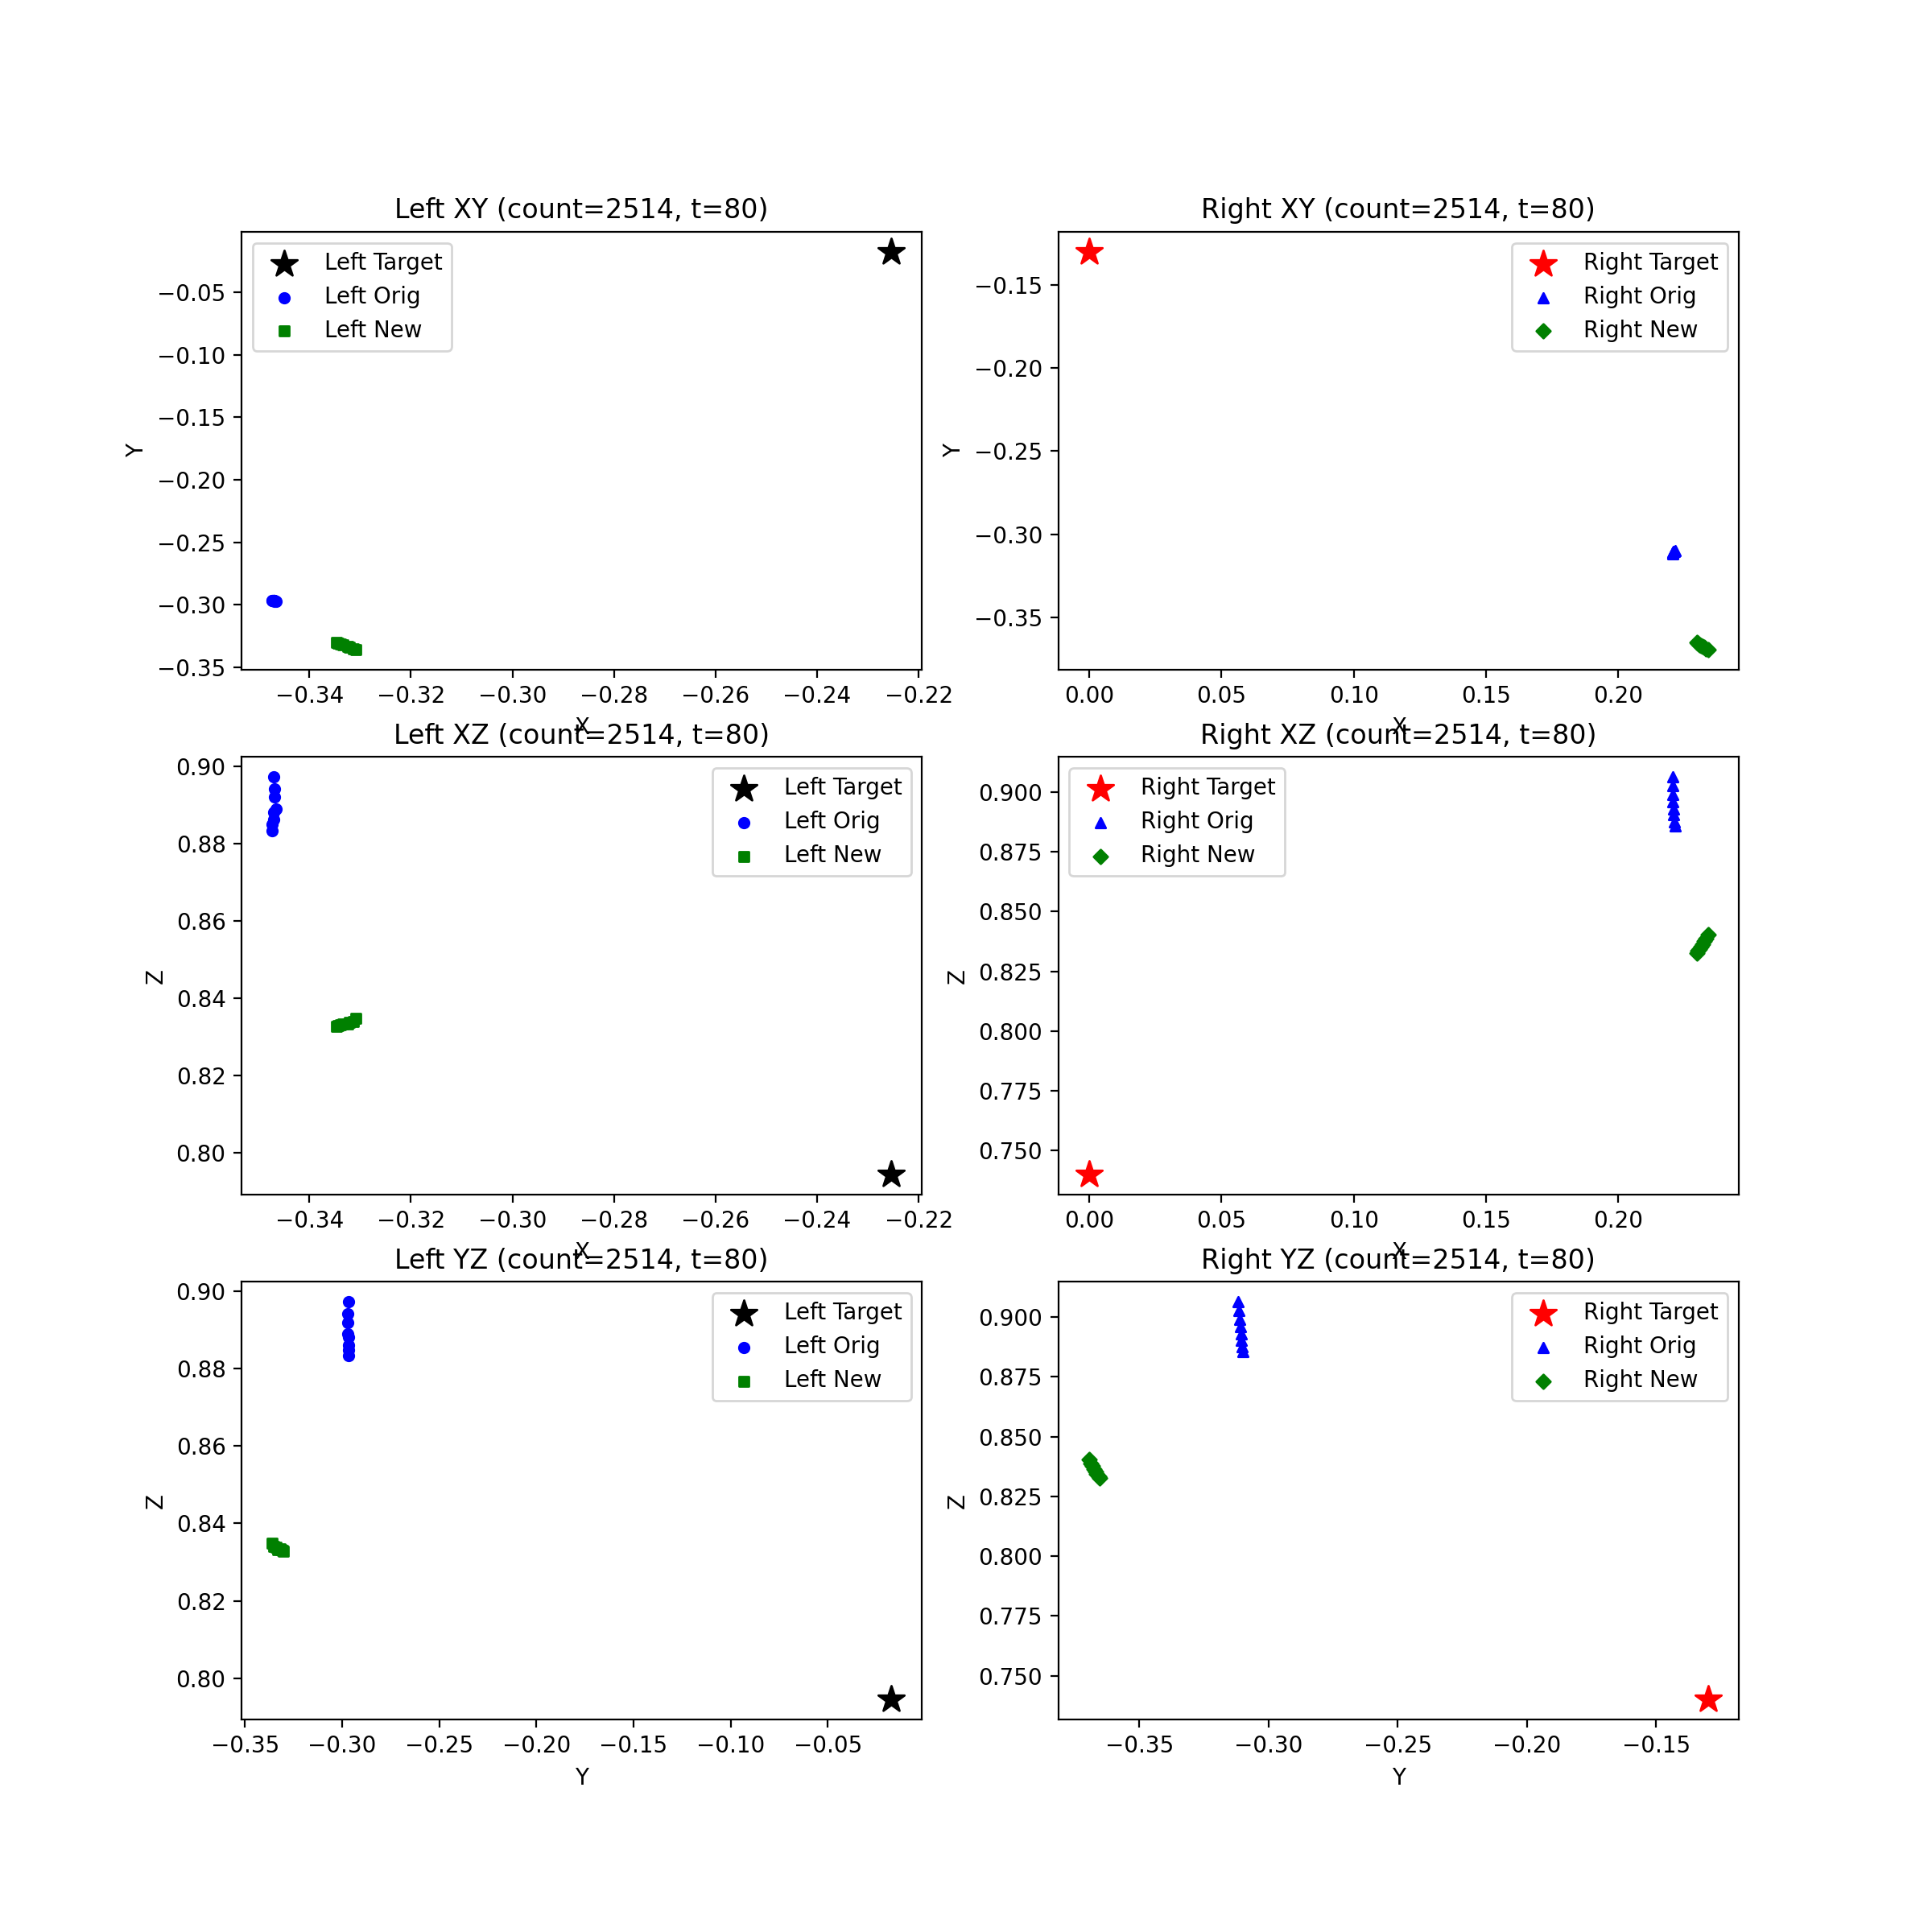 Left XY (count=2514, t=80)
Left Target
Left Orig
Left New
−0.05
−0.10
−0.15
−0.20
−0.25
−0.30
−0.35
Y
−0.34 −0.32 −0.30 −0.28 −0.26 −0.24 −0.22
X
Right XY (count=2514, t=80)
Right Target
Right Orig
Right New
−0.15
−0.20
−0.25
−0.30
−0.35
Y
0.00 0.05 0.10 0.15 0.20
X
Left XZ (count=2514, t=80)
Left Target
Left Orig
Left New
0.90
0.88
0.86
0.84
0.82
0.80
Z
−0.34 −0.32 −0.30 −0.28 −0.26 −0.24 −0.22
X
Right XZ (count=2514, t=80)
Right Target
Right Orig
Right New
0.900
0.875
0.850
0.825
0.800
0.775
0.750
Z
0.00 0.05 0.10 0.15 0.20
X
Left YZ (count=2514, t=80)
Left Target
Left Orig
Left New
0.90
0.88
0.86
0.84
0.82
0.80
Z
−0.35 −0.30 −0.25 −0.20 −0.15 −0.10 −0.05
Y
Right YZ (count=2514, t=80)
Right Target
Right Orig
Right New
0.900
0.875
0.850
0.825
0.800
0.775
0.750
Z
−0.35 −0.30 −0.25 −0.20 −0.15
Y